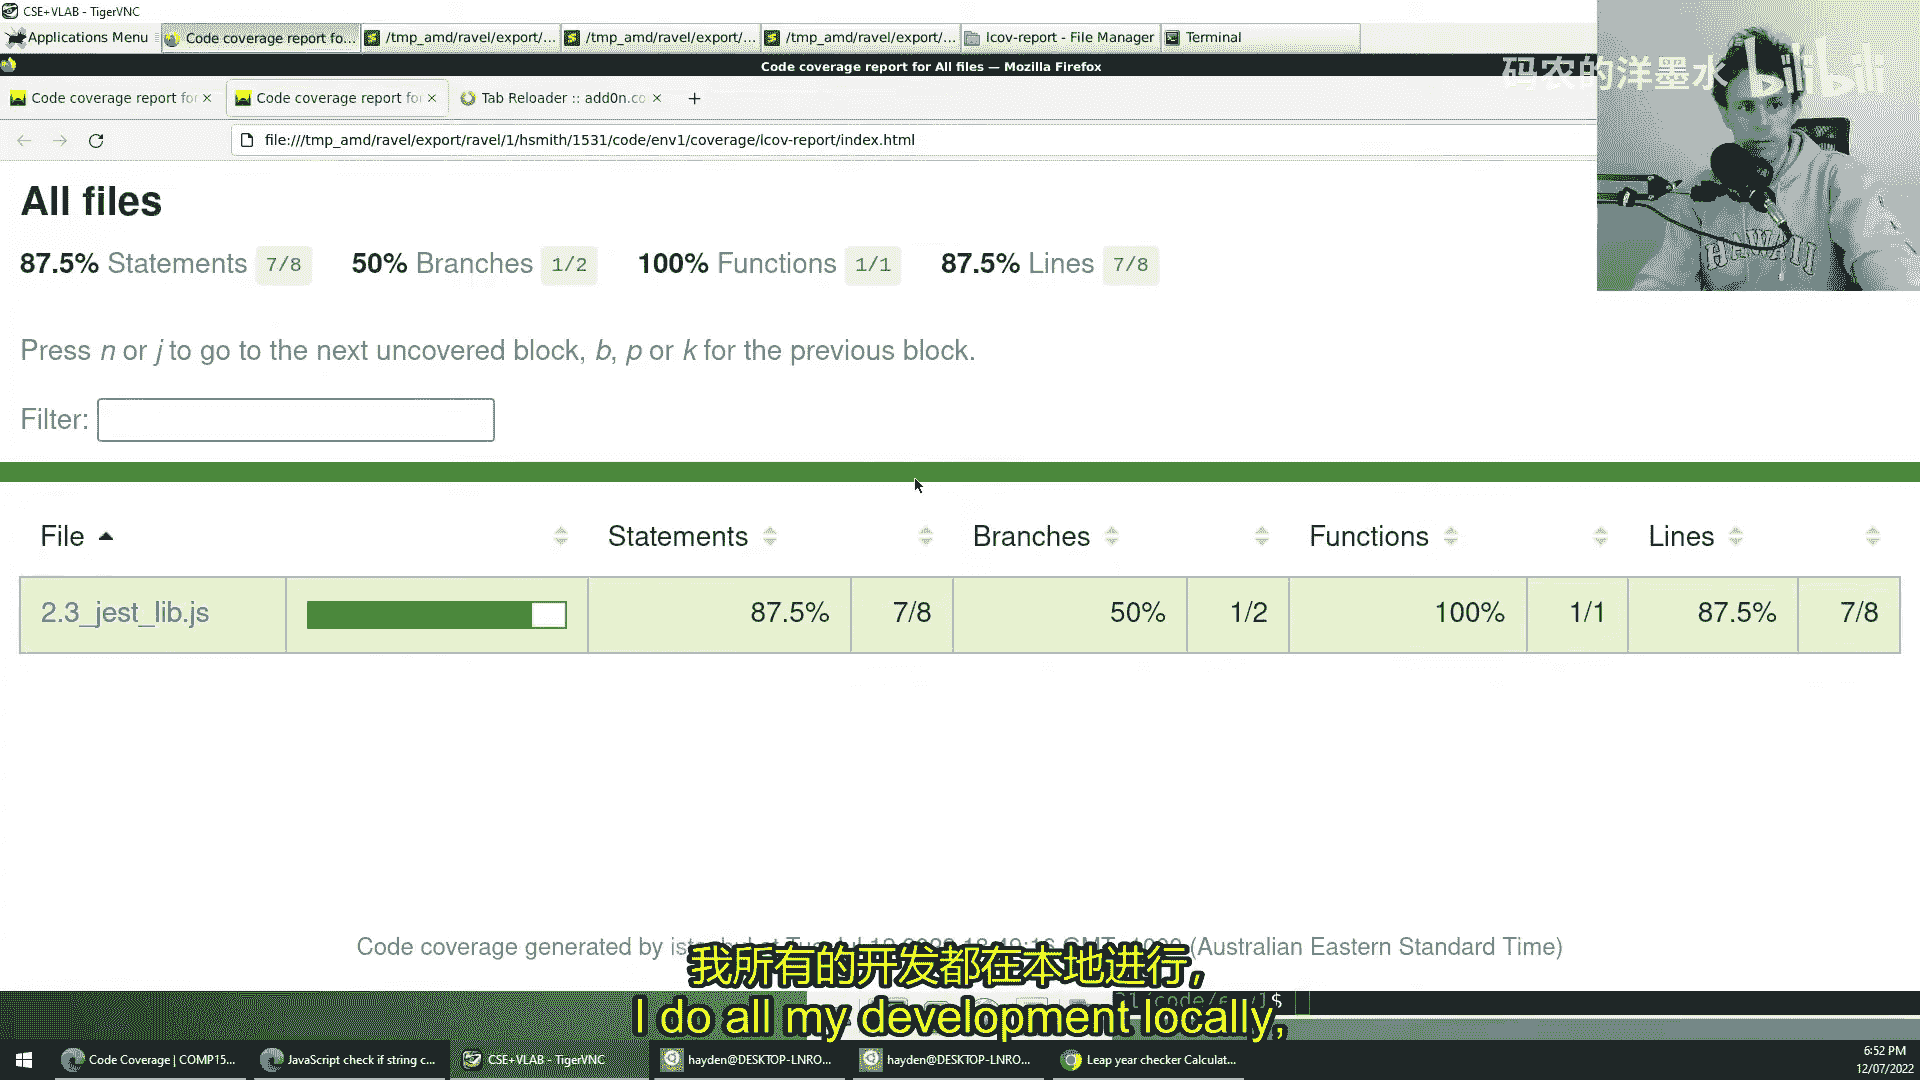 CSE+VLAB - TigerVNC
Applications Menu
Code coverage report fo...
/tmp_amd/ravel/export/...
/tmp_amd/ravel/export/...
/tmp_amd/ravel/export/...
lcov-report - File Manager
Terminal
Code coverage report for All files — Mozilla Firefox
码农的洋墨水 bilibili
Code coverage report for
Code coverage report fo
Tab Reloader :: add0n.co
file:///tmp_amd/ravel/export/ravel/1/hsmith/1531/code/env1/coverage/lcov-report/index.html
All files
87.5% Statements 7/8 50% Branches 1/2 100% Functions 1/1 87.5% Lines 7/8
HAWAII
Press n or j to go to the next uncovered block, b, p or k for the previous block.
Filter:
File Statements Branches Functions Lines
2.3_jest_lib.js 87.5% 7/8 50% 1/2 100% 1/1 87.5% 7/8
Code coverage generated by (Australian Eastern Standard Time)
我所有的开发都在本地进行,
I do all my development locally,
Code Coverage | COMP15...
JavaScript check if string c...
CSE+VLAB - TigerVNC
hayden@DESKTOP-LNRO...
hayden@DESKTOP-LNRO...
Leap year checker Calculat...
6:52 PM
12/07/2022